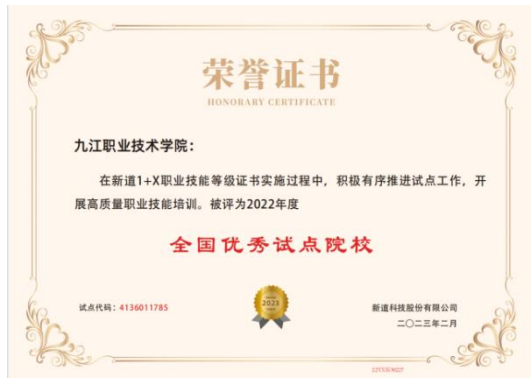 荣誉证书
HONORARY CERTIFICATE
九江职业技术学院：
在新道1+X职业技能等级证书实施过程中，积极有序推进试点工作，开
展高质量职业技能培训。被评为2022年度
全国优秀试点院校
试点代码：4136011785
2023
新道科技股份有限公司
二〇二三年二月